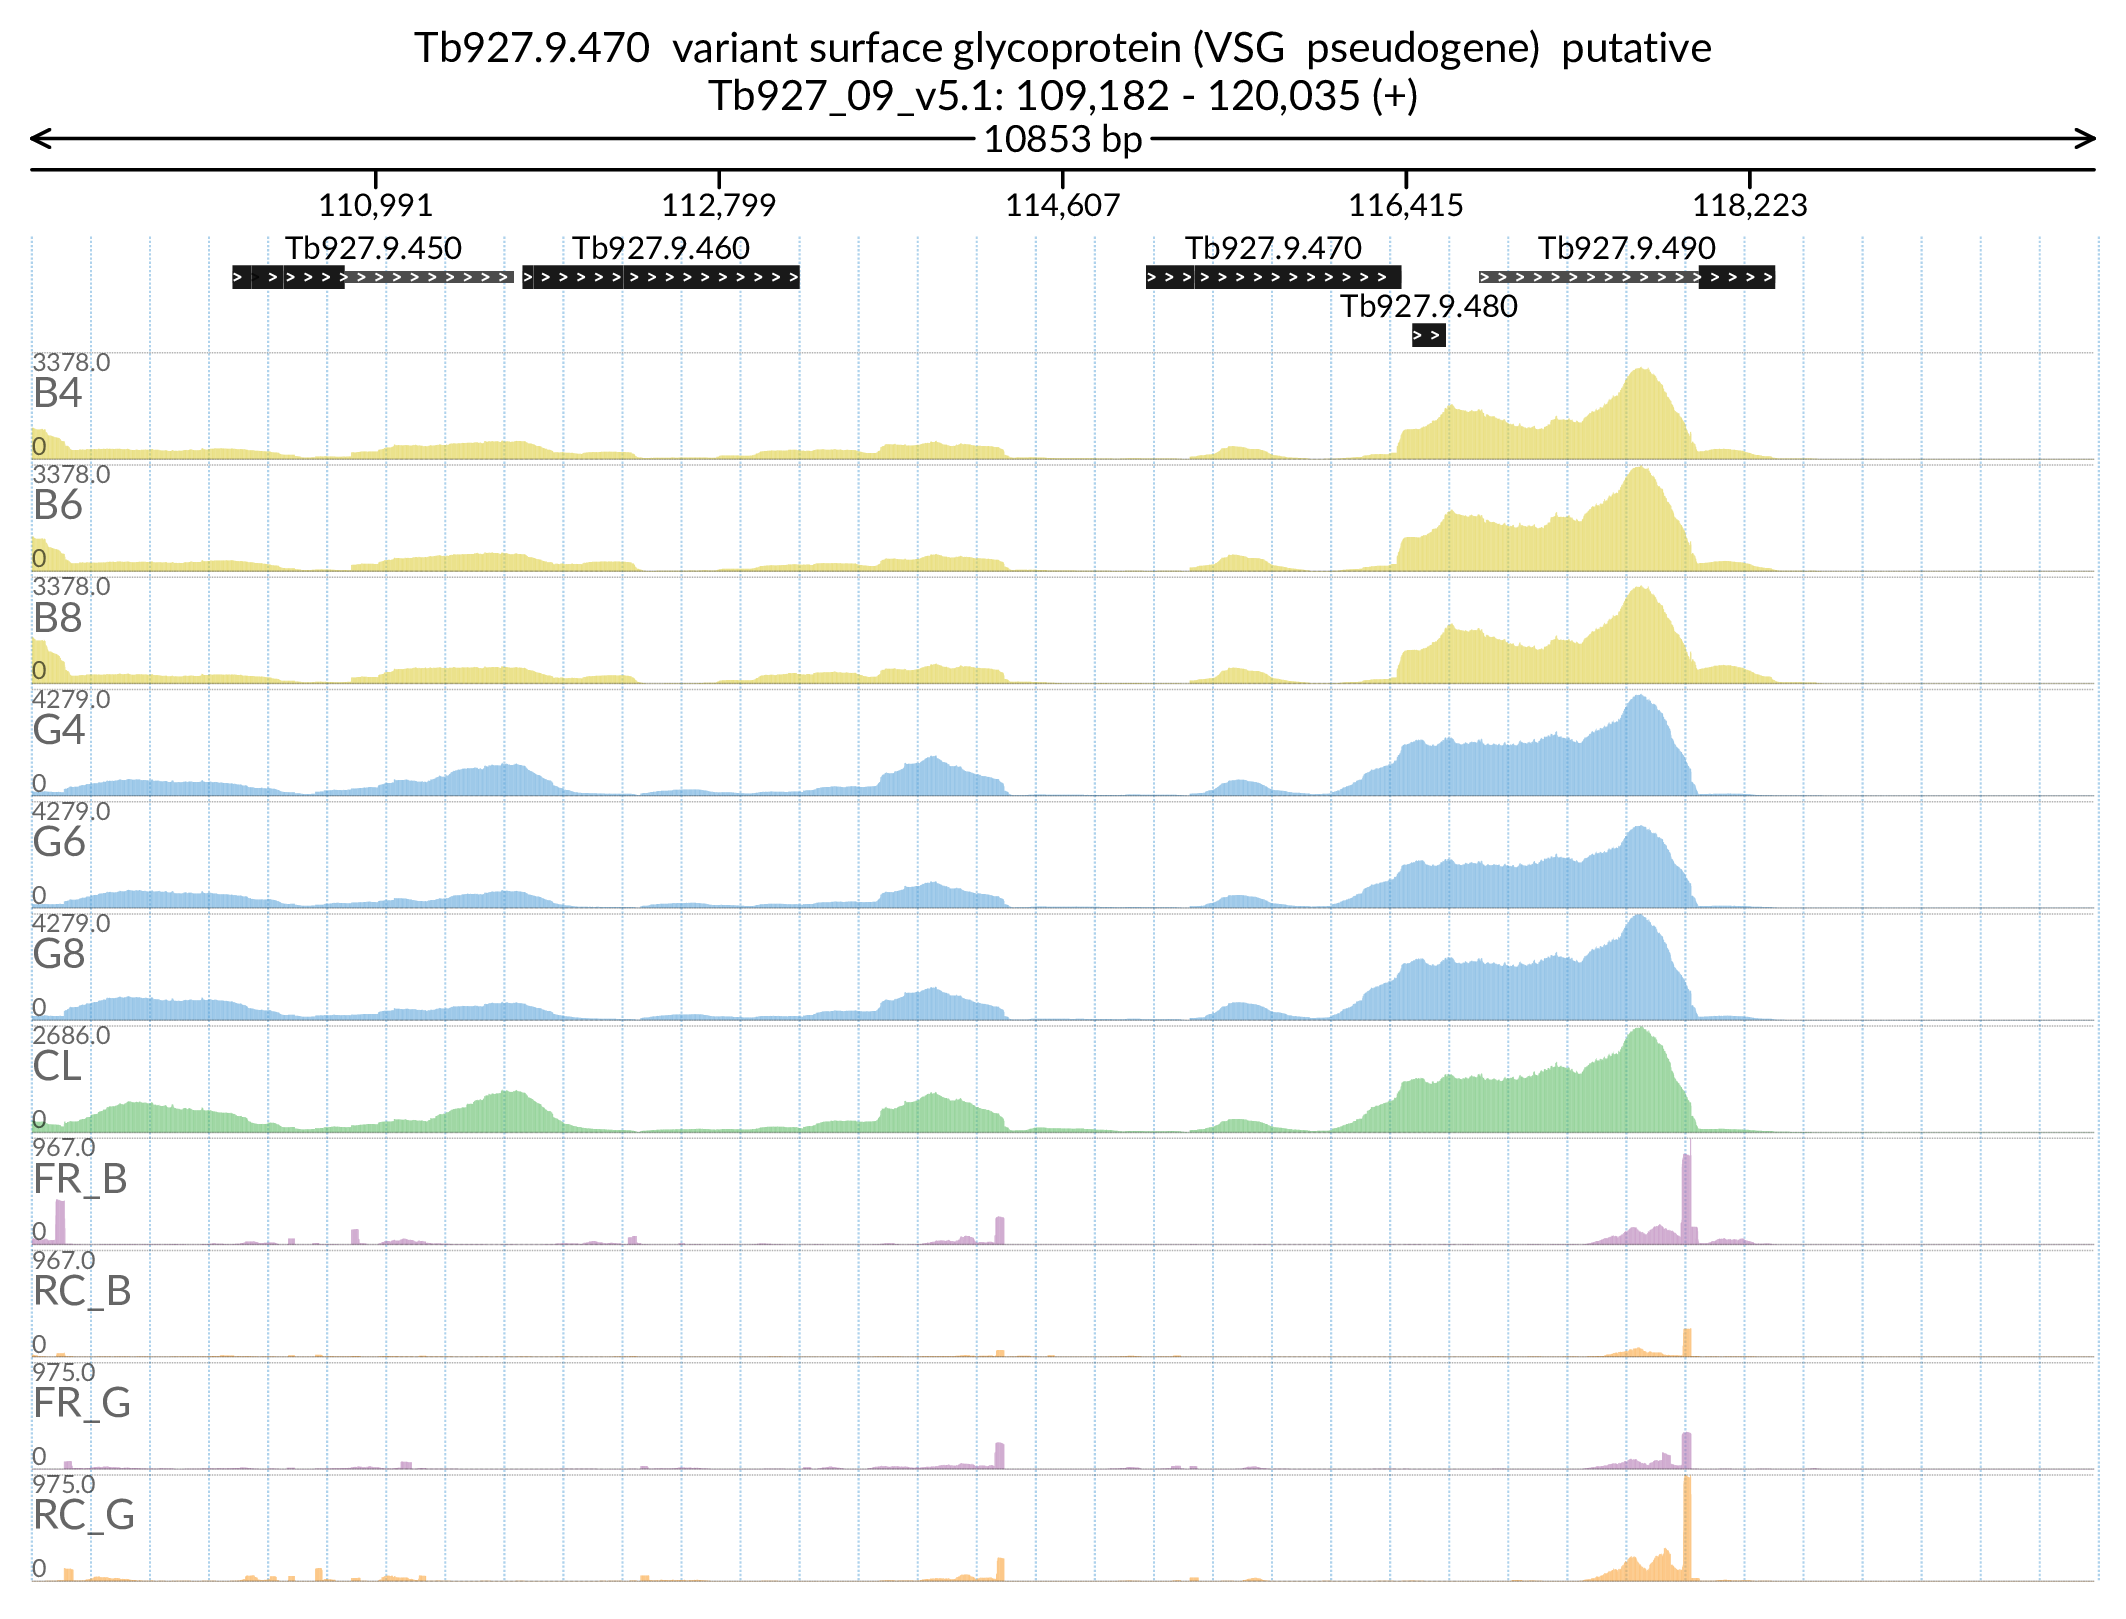 Tb927.9.470 variant surface glycoprotein (VSG pseudogene) putative
Tb927_09_v5.1: 109,182 - 120,035 (+)
10853 bp
110,991 112,799 114,607 116,415 118,223
Tb927.9.450 Tb927.9.460 Tb927.9.470 Tb927.9.490
Tb927.9.480
3378.0
B4
0
3378.0
B6
0
3378.0
B8
0
4279.0
G4
0
4279.0
G6
0
4279.0
G8
0
2686.0
CL
0
967.0
FR_B
0
967.0
RC_B
0
975.0
FR_G
0
975.0
RC_G
0